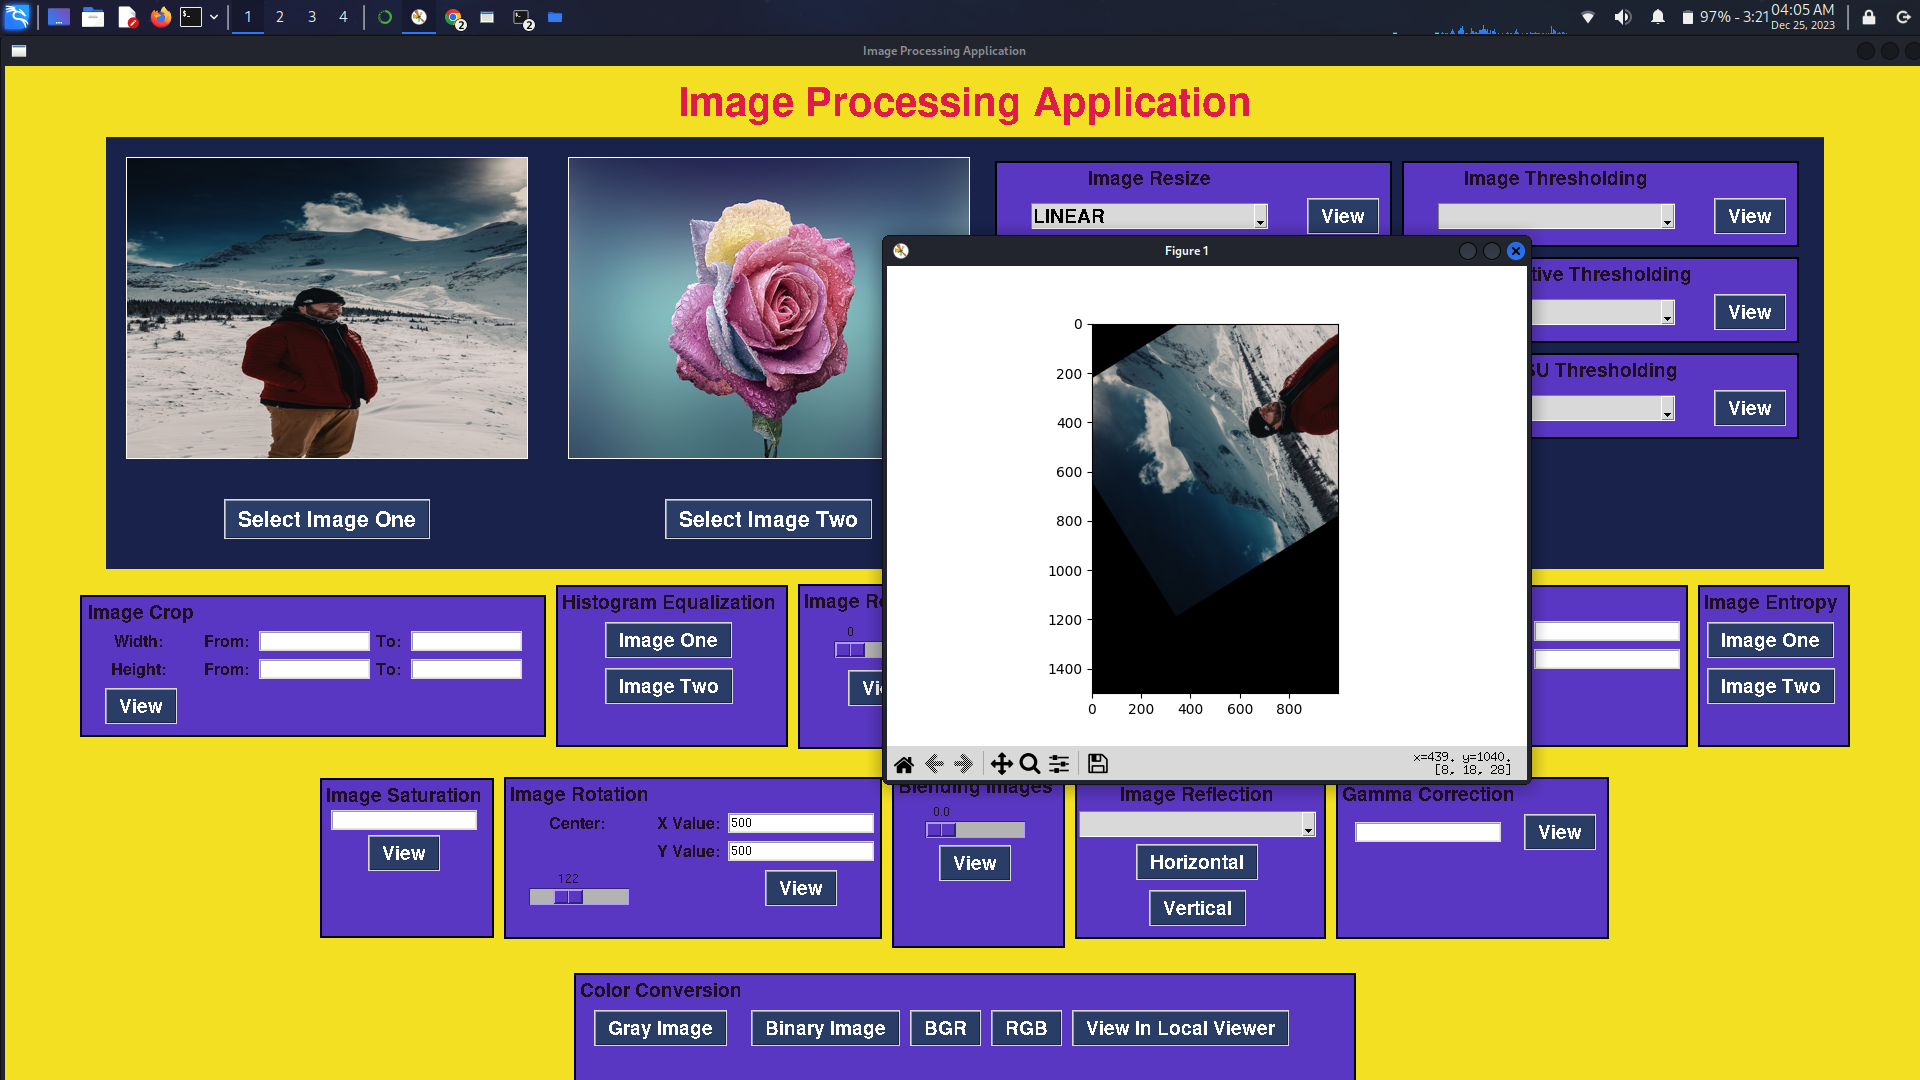 1 2 3 4
2
2
97% - 3:21
04:05 AM
Dec 25, 2023
Image Processing Application
Image Processing Application
Image Resize
LINEAR
View
Image Thresholding
View
tive Thresholding
View
SU Thresholding
View
Select Image One
Select Image Two
Figure 1
0
200
400
600
800
1000
1200
1400
0 200 400 600 800
x=439. y=1040.
[8, 18, 28]
Image Crop
Width: From: To:
Height: From: To:
View
Histogram Equalization
Image One
Image Two
Image Re
0
Vi
Image Entropy
Image One
Image Two
Image Saturation
View
Image Rotation
Center: X Value: 500
Y Value: 500
122
View
Blending Images
0.0
View
Image Reflection
Horizontal
Vertical
Gamma Correction
View
Color Conversion
Gray Image Binary Image BGR RGB View In Local Viewer